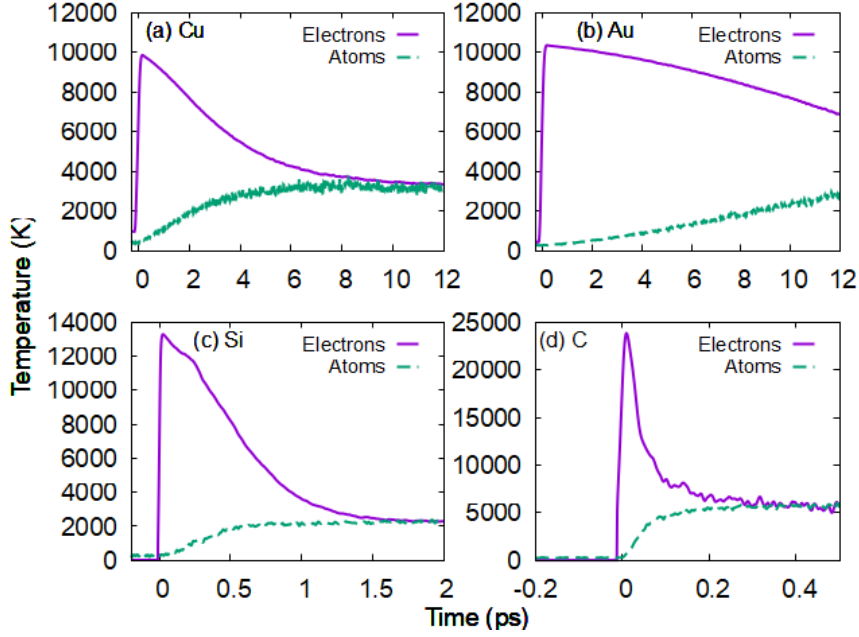 (a) Cu
Electrons
Atoms
12000
10000
8000
6000
4000
2000
0
0 2 4 6 8 10 12
(b) Au
Electrons
Atoms
12000
10000
8000
6000
4000
2000
0
0 2 4 6 8 10 12
Temperature (K)
(c) Si
Electrons
Atoms
14000
12000
10000
8000
6000
4000
2000
0
0 0.5 1 1.5 2
(d) C
Electrons
Atoms
25000
20000
15000
10000
5000
0
-0.2 0 0.2 0.4
Time (ps)